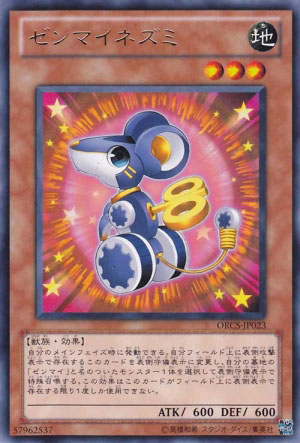 ゼンマイネズミ
地
ORCS-JP023
【獣族・効果】
自分のメインフェイズ時に発動できる。自分フィールド上に表側攻撃
表示で存在するこのカードを表側守備表示に変更し、自分の墓地の
「ゼンマイ」と名のついたモンスター1体を選択して表側守備表示で
特殊召喚する。この効果はこのカードがフィールド上に表側表示で
存在する限り1度しか使用できない。
ATK/ 600 DEF/ 600
57962537
©高橋和希 スタジオ・ダイス/集英社